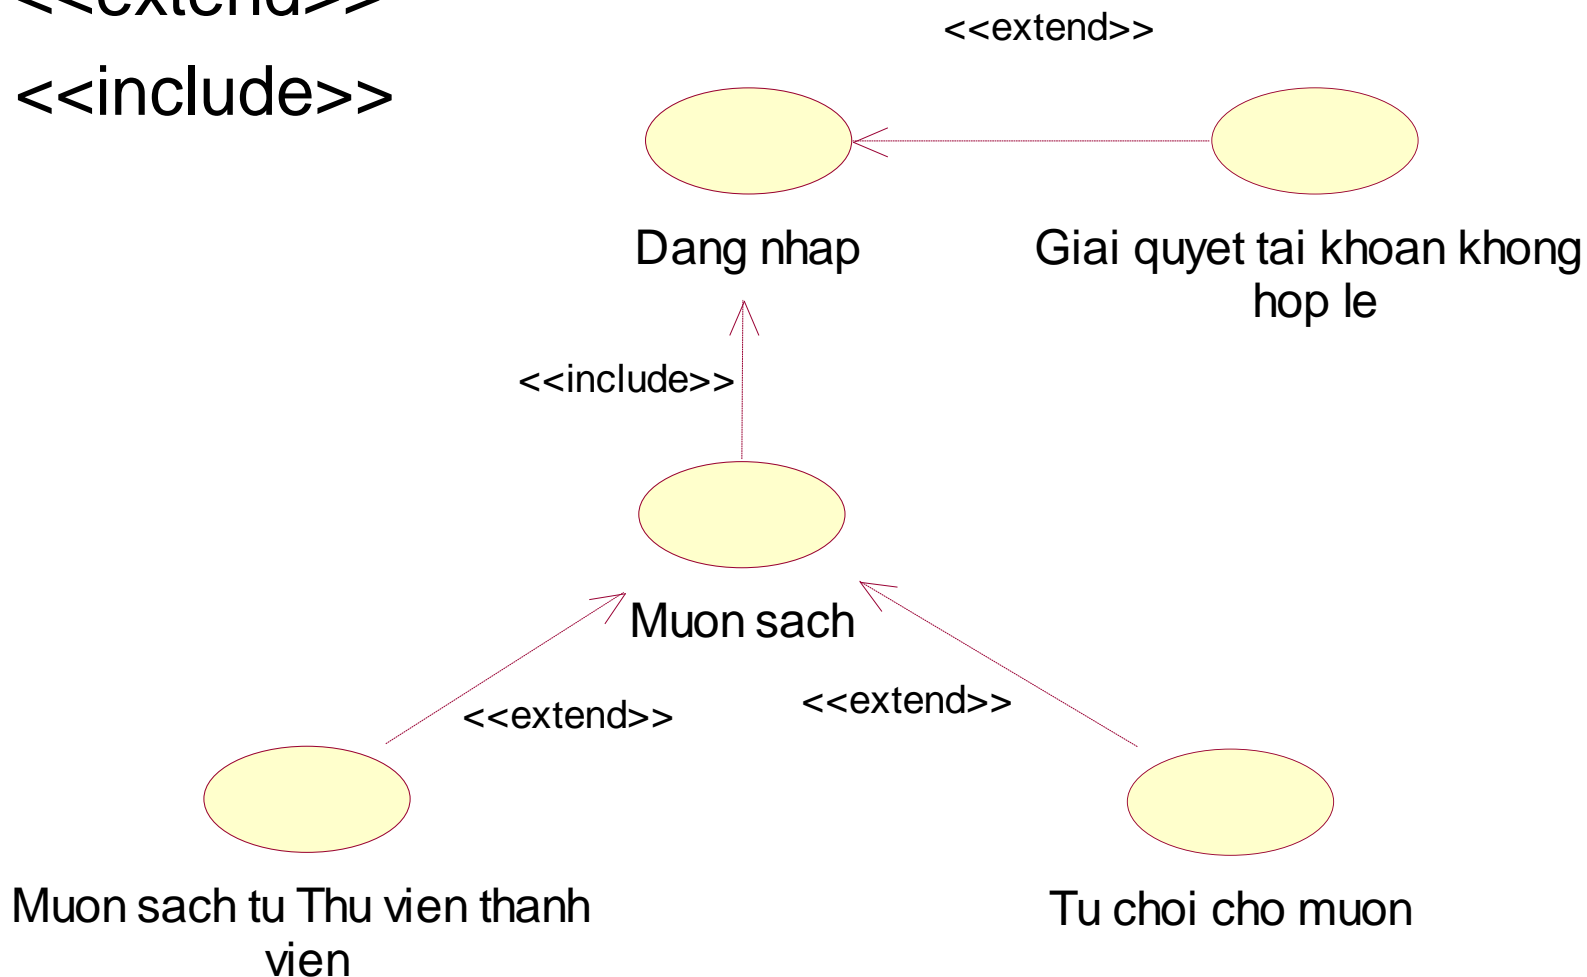 <<extend>>
<<include>>
<<extend>>
Dang nhap
Giai quyet tai khoan khong
hop le
<<include>>
Muon sach
<<extend>>
<<extend>>
Muon sach tu Thu vien thanh
vien
Tu choi cho muon